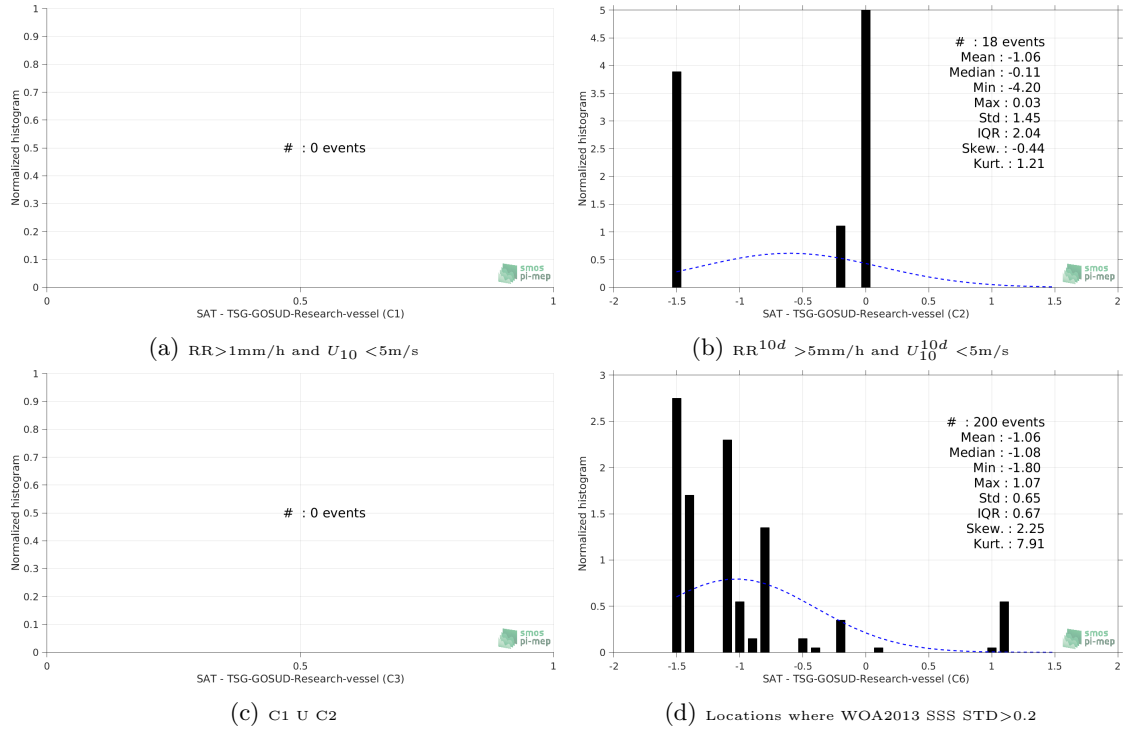 1
0.9
0.8
0.7
0.6
0.5
0.4
0.3
0.2
0.1
0
Normalized histogram
# : 0 events
smos
pi-mep
0 0.5 1
SAT - TSG-GOSUD-Research-vessel (C1)
(a) RR>1mm/h and U10 <5m/s
5
4.5
4
3.5
3
2.5
2
1.5
1
0.5
0
Normalized histogram
# : 18 events
Mean : -1.06
Median : -0.11
Min : -4.20
Max : 0.03
Std : 1.45
IQR : 2.04
Skew. : -0.44
Kurt. : 1.21
smos
pi-mep
-2 -1.5 -1 -0.5 0 0.5 1 1.5 2
SAT - TSG-GOSUD-Research-vessel (C2)
(b) RR^10d >5mm/h and U10^10d <5m/s
1
0.9
0.8
0.7
0.6
0.5
0.4
0.3
0.2
0.1
0
Normalized histogram
# : 0 events
smos
pi-mep
0 0.5 1
SAT - TSG-GOSUD-Research-vessel (C3)
(c) C1 U C2
3
2.5
2
1.5
1
0.5
0
Normalized histogram
# : 200 events
Mean : -1.06
Median : -1.08
Min : -1.80
Max : 1.07
Std : 0.65
IQR : 0.67
Skew. : 2.25
Kurt. : 7.91
smos
pi-mep
-2 -1.5 -1 -0.5 0 0.5 1 1.5 2
SAT - TSG-GOSUD-Research-vessel (C6)
(d) Locations where WOA2013 SSS STD>0.2